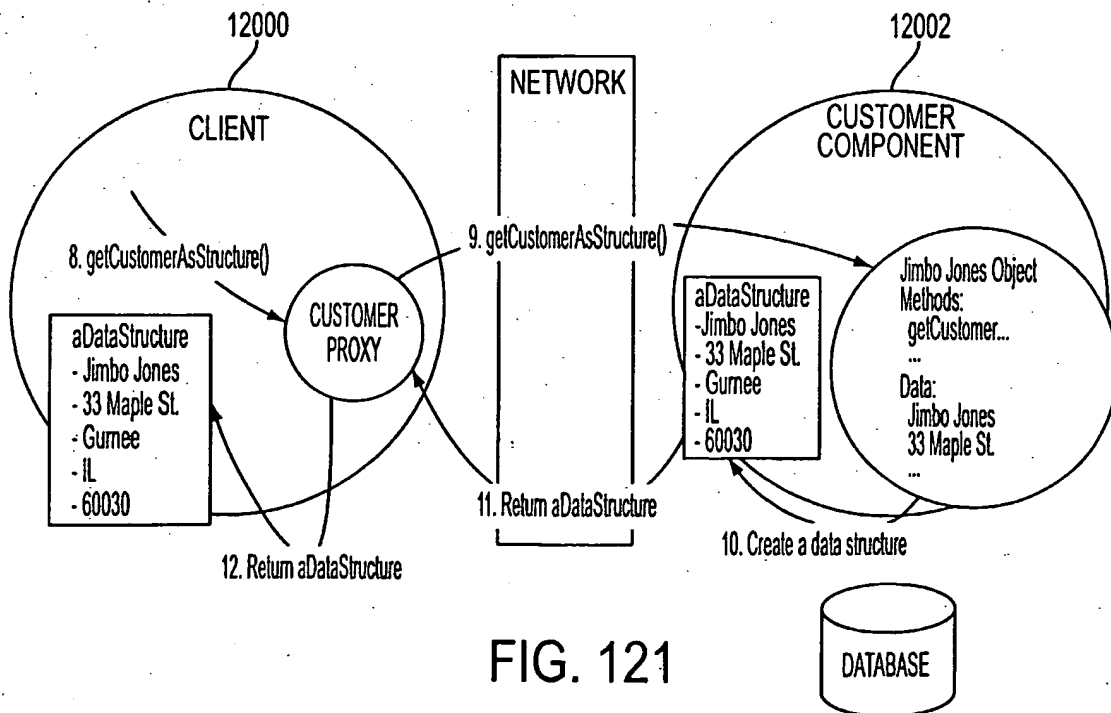 12000
12002
CLIENT
NETWORK
CUSTOMER
COMPONENT
8. getCustomerAsStructure()
9. getCustomerAsStructure()
CUSTOMER
PROXY
aDataStructure
- Jimbo Jones
- 33 Maple St.
- Gurnee
- IL
- 60030
aDataStructure
-Jimbo Jones
- 33 Maple St.
- Gurnee
- IL
- 60030
Jimbo Jones Object
Methods:
getCustomer...
...
Data:
Jimbo Jones
33 Maple St.
...
11. Return aDataStructure
10. Create a data structure
12. Return aDataStructure
FIG. 121
DATABASE